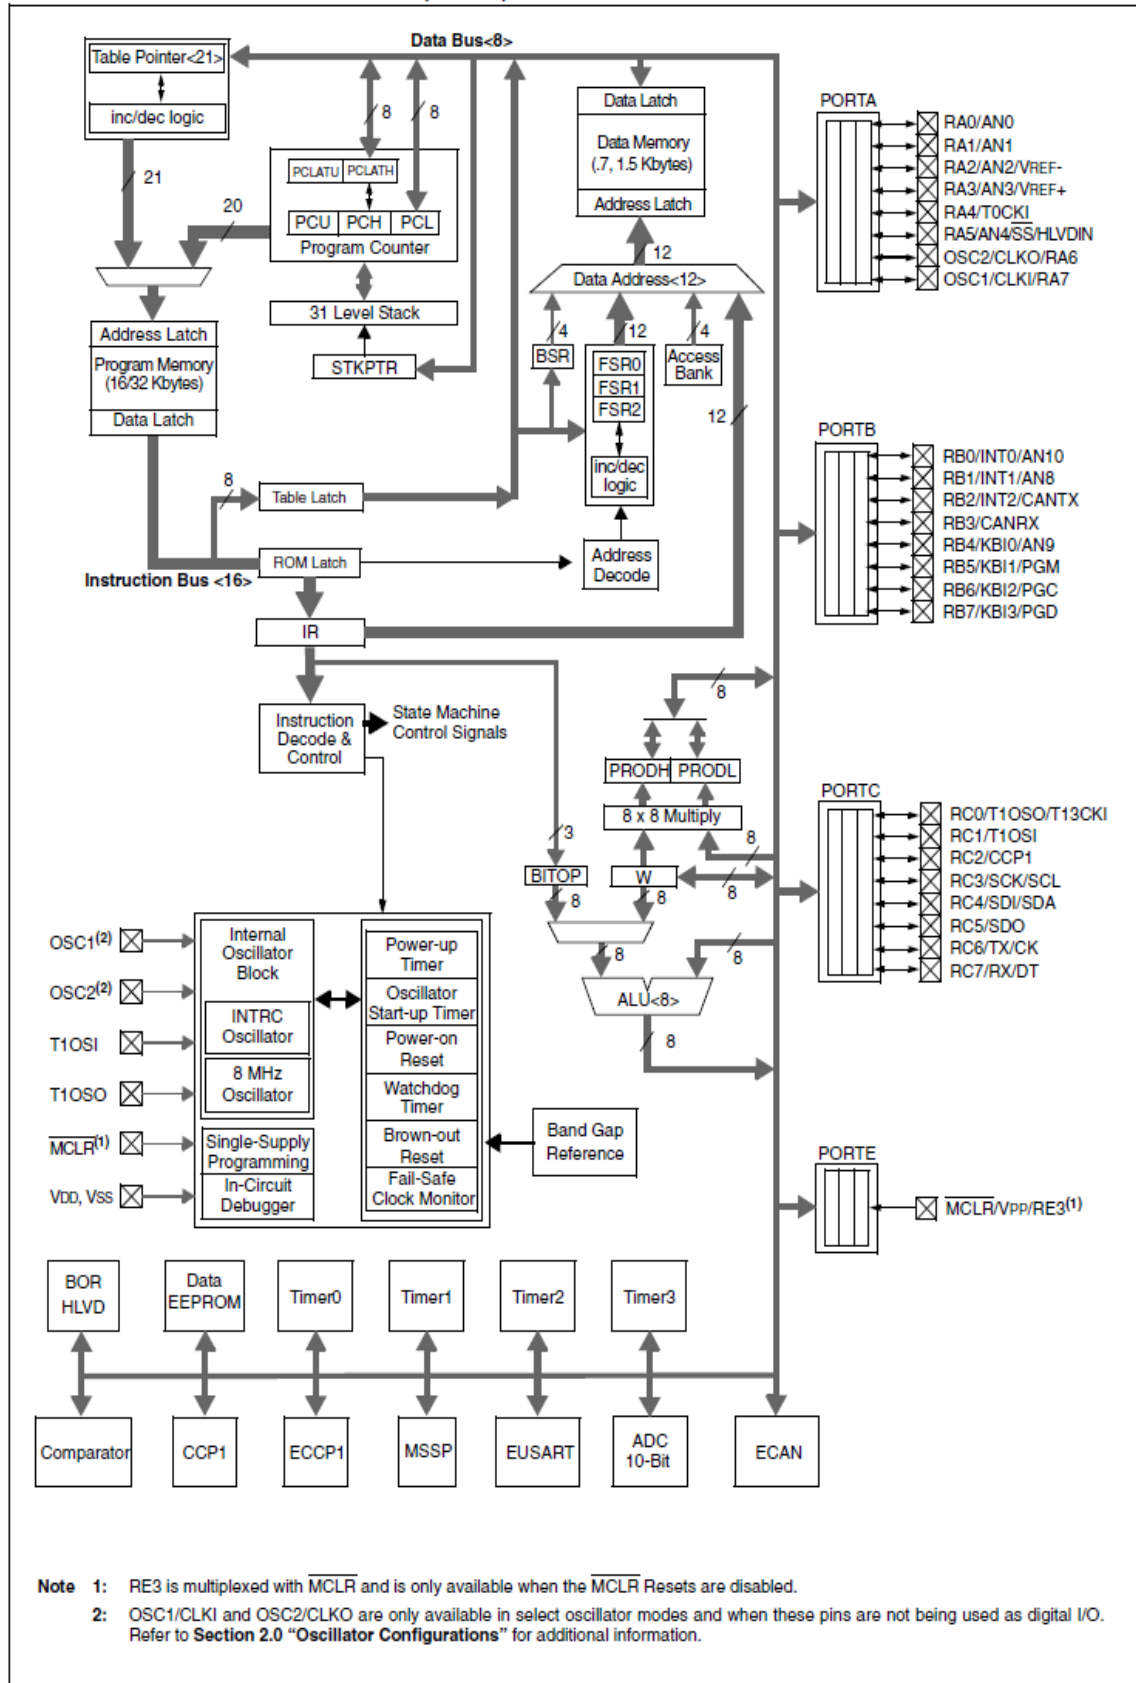 Data Bus<8>
Table Pointer<21>
inc/dec logic
21
20
8
8
PCLATU PCLATH
PCU PCH PCL
Program Counter
31 Level Stack
STKPTR
Data Latch
Data Memory
(.7, 1.5 Kbytes)
Address Latch
12
Data Address<12>
4
12
4
BSR
FSR0
FSR1
FSR2
inc/dec
logic
Access
Bank
12
Address Latch
Program Memory
(16/32 Kbytes)
Data Latch
8
Table Latch
ROM Latch
Instruction Bus <16>
Address
Decode
IR
Instruction
Decode &
Control
State Machine
Control Signals
8
PRODH PRODL
8 x 8 Multiply
3
8
BITOP
W
8
8
8
8
8
ALU<8>
8
PORTA
RA0/AN0
RA1/AN1
RA2/AN2/VREF-
RA3/AN3/VREF+
RA4/T0CKI
RA5/AN4/SS/HLVDIN
OSC2/CLKO/RA6
OSC1/CLKI/RA7
PORTB
RB0/INT0/AN10
RB1/INT1/AN8
RB2/INT2/CANTX
RB3/CANRX
RB4/KBI0/AN9
RB5/KBI1/PGM
RB6/KBI2/PGC
RB7/KBI3/PGD
PORTC
RC0/T1OSO/T13CKI
RC1/T1OSI
RC2/CCP1
RC3/SCK/SCL
RC4/SDI/SDA
RC5/SDO
RC6/TX/CK
RC7/RX/DT
PORTE
MCLR/VPP/RE3(1)
OSC1(2)
OSC2(2)
T1OSI
T1OSO
MCLR(1)
VDD, VSS
Internal
Oscillator
Block
INTRC
Oscillator
8 MHz
Oscillator
Single-Supply
Programming
In-Circuit
Debugger
Power-up
Timer
Oscillator
Start-up Timer
Power-on
Reset
Watchdog
Timer
Brown-out
Reset
Fail-Safe
Clock Monitor
Band Gap
Reference
BOR
HLVD
Data
EEPROM
Timer0
Timer1
Timer2
Timer3
Comparator
CCP1
ECCP1
MSSP
EUSART
ADC
10-Bit
ECAN
Note 1: RE3 is multiplexed with MCLR and is only available when the MCLR Resets are disabled.
2: OSC1/CLKI and OSC2/CLKO are only available in select oscillator modes and when these pins are not being used as digital I/O.
Refer to Section 2.0 “Oscillator Configurations” for additional information.